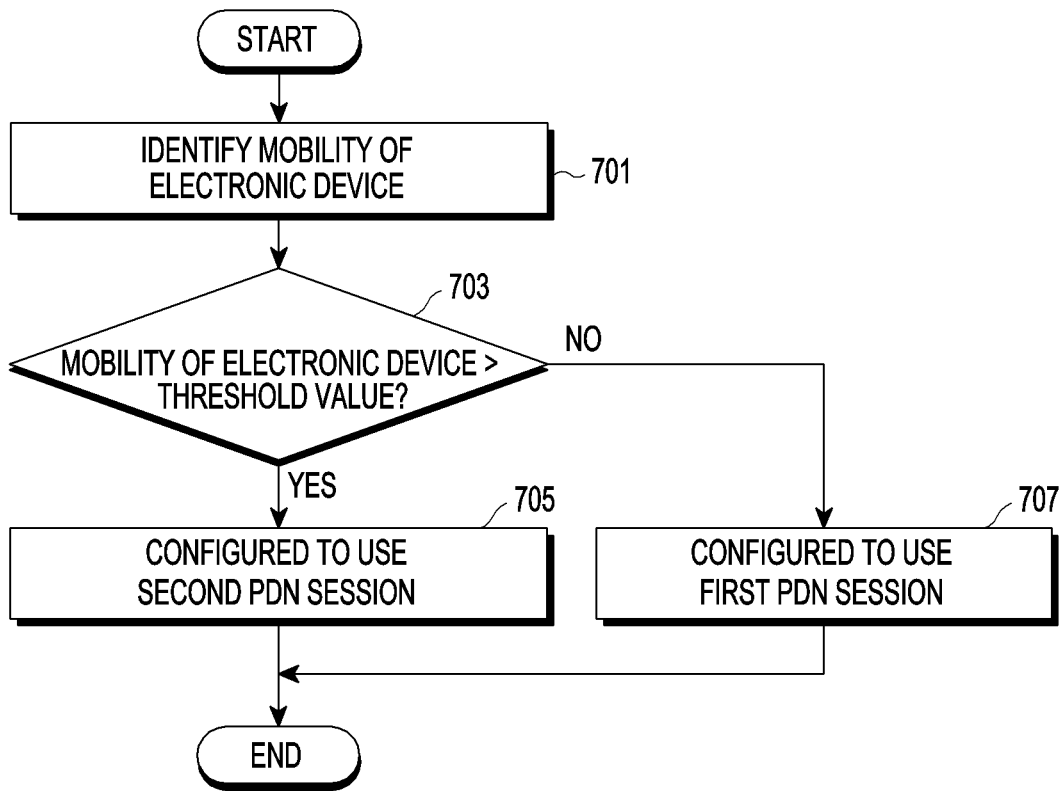 START
IDENTIFY MOBILITY OF
ELECTRONIC DEVICE
701
703
MOBILITY OF ELECTRONIC DEVICE >
THRESHOLD VALUE?
NO
YES
705
CONFIGURED TO USE
SECOND PDN SESSION
707
CONFIGURED TO USE
FIRST PDN SESSION
END